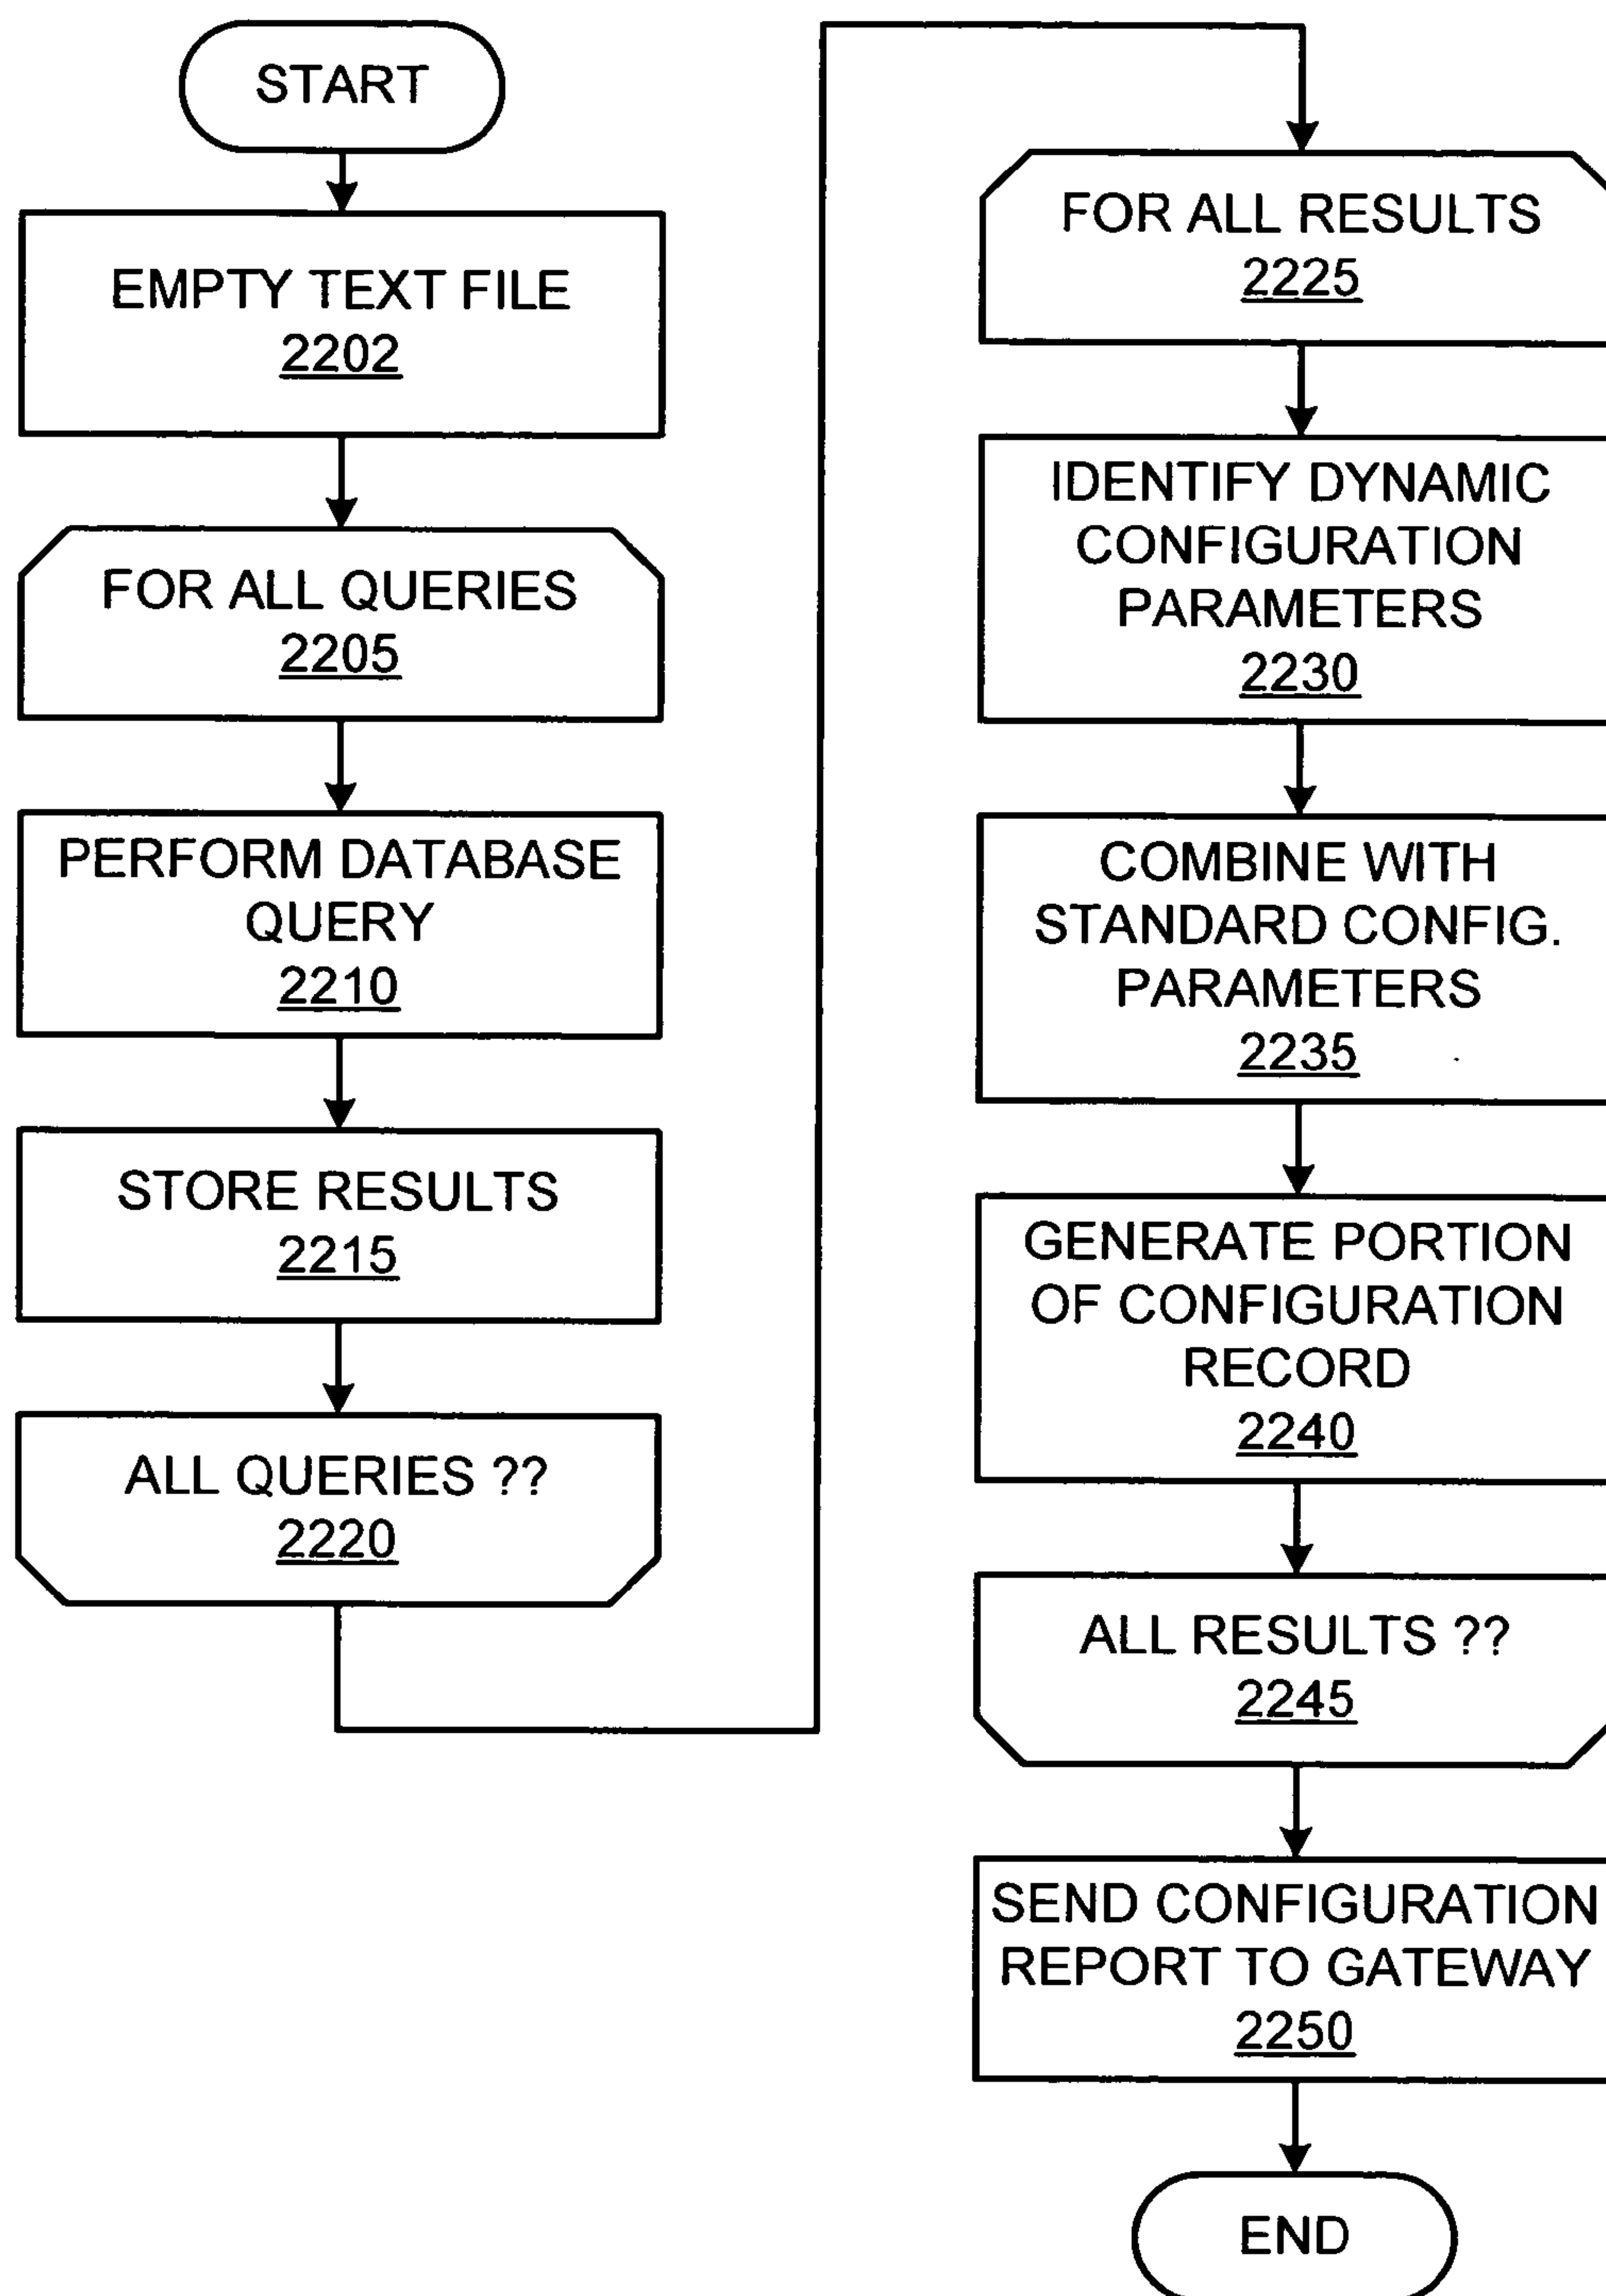 START
EMPTY TEXT FILE
2202
FOR ALL QUERIES
2205
PERFORM DATABASE
QUERY
2210
STORE RESULTS
2215
ALL QUERIES ??
2220
FOR ALL RESULTS
2225
IDENTIFY DYNAMIC
CONFIGURATION
PARAMETERS
2230
COMBINE WITH
STANDARD CONFIG.
PARAMETERS
2235
GENERATE PORTION
OF CONFIGURATION
RECORD
2240
ALL RESULTS ??
2245
SEND CONFIGURATION
REPORT TO GATEWAY
2250
END